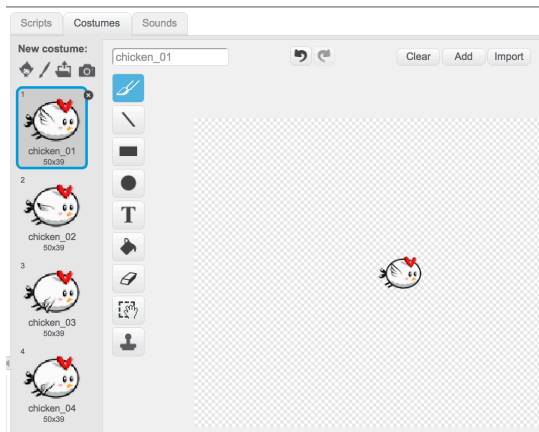 Scripts Costumes Sounds
New costume:
chicken_01
Clear Add Import
1
chicken_01
50x39
2
chicken_02
50x39
3
chicken_03
50x39
4
chicken_04
50x39
T